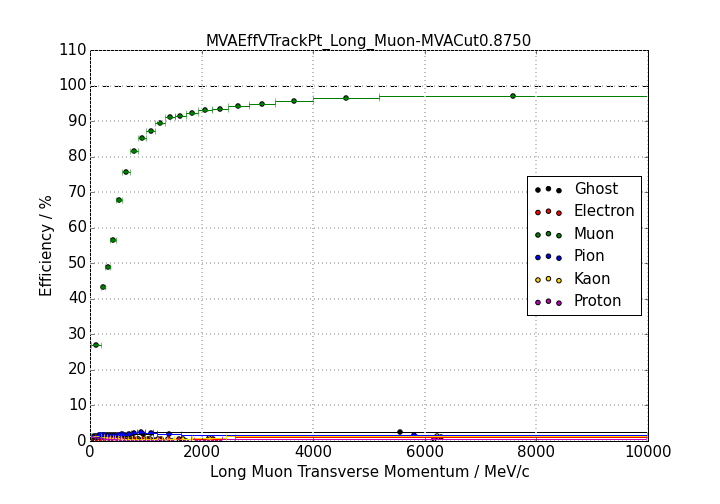 MVAEffVTrackPt_Long_Muon-MVACut0.8750
110
100
90
80
70
60
50
40
30
20
10
0
Efficiency / %
Ghost
Electron
Muon
Pion
Kaon
Proton
0 2000 4000 6000 8000 10000
Long Muon Transverse Momentum / MeV/c